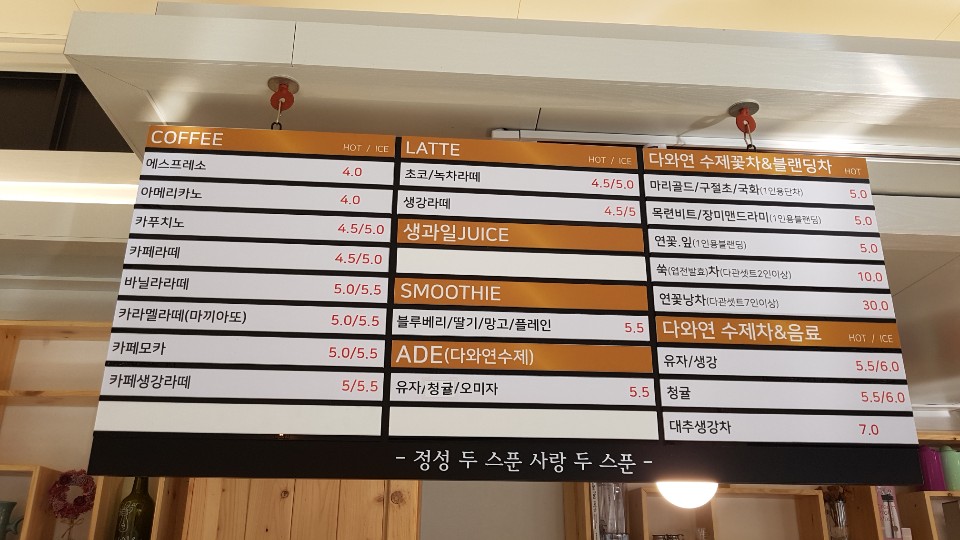 COFFEE HOT / ICE
에스프레소 4.0
아메리카노 4.0
카푸치노 4.5/5.0
카페라떼 4.5/5.0
바닐라라떼 5.0/5.5
카라멜라떼(마끼아또) 5.0/5.5
카페모카 5.0/5.5
카페생강라떼 5/5.5
LATTE HOT / ICE
초코/녹차라떼 4.5/5.0
생강라떼 4.5/5
생과일JUICE
SMOOTHIE
블루베리/딸기/망고/플레인 5.5
ADE(다와연수제)
유자/청귤/오미자 5.5
다와연 수제꽃차&블랜딩차 HOT
마리골드/구절초/국화(1인용단차) 5.0
목련비트/장미맨드라미(1인용블랜딩) 5.0
연꽃.잎(1인용블랜딩) 5.0
쑥(엽전발효)차(다관셋트2인이상) 10.0
연꽃낭차(다관셋트7인이상) 30.0
다와연 수제차&음료 HOT / ICE
유자/생강 5.5/6.0
청귤 5.5/6.0
대추생강차 7.0
- 정성 두 스푼 사랑 두 스푼 -